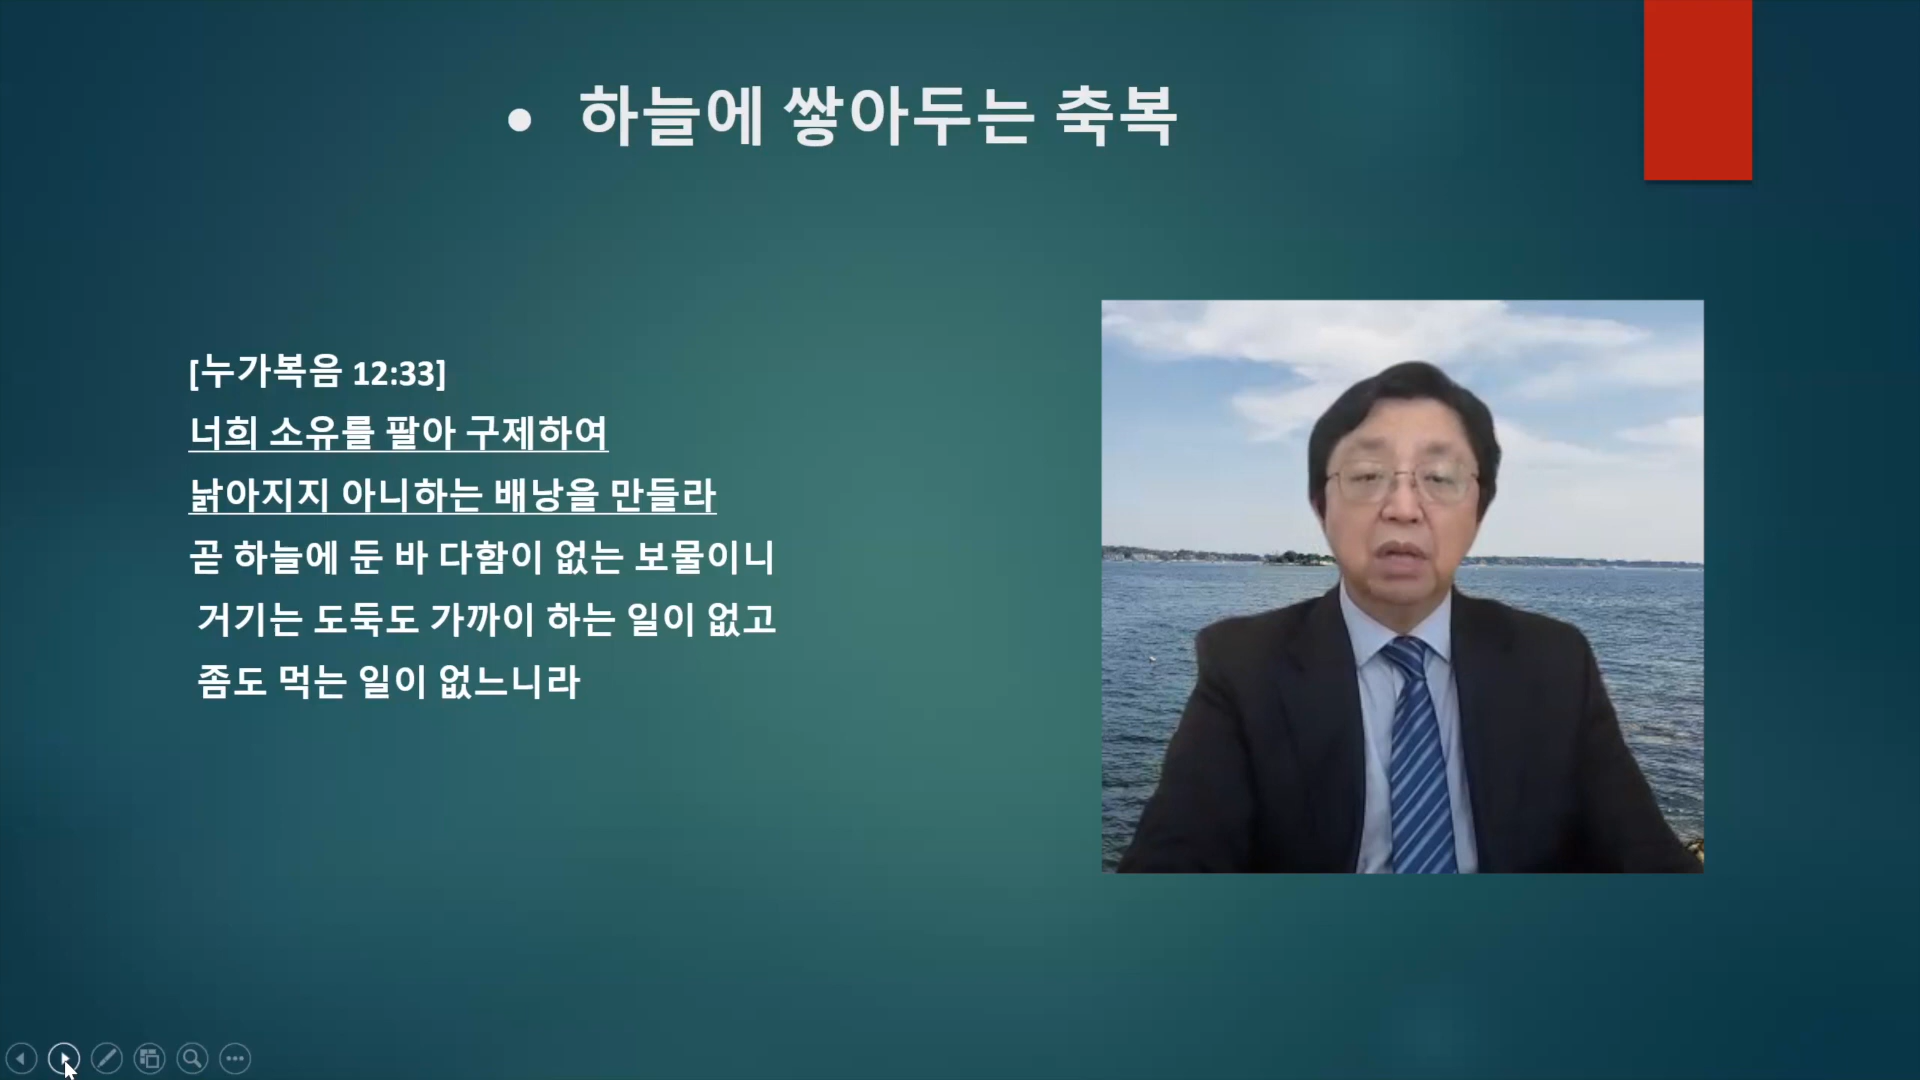 • 하늘에 쌓아두는 축복
[누가복음 12:33]
너희 소유를 팔아 구제하여
낡아지지 아니하는 배낭을 만들라
곧 하늘에 둔 바 다함이 없는 보물이니
거기는 도둑도 가까이 하는 일이 없고
좀도 먹는 일이 없느니라